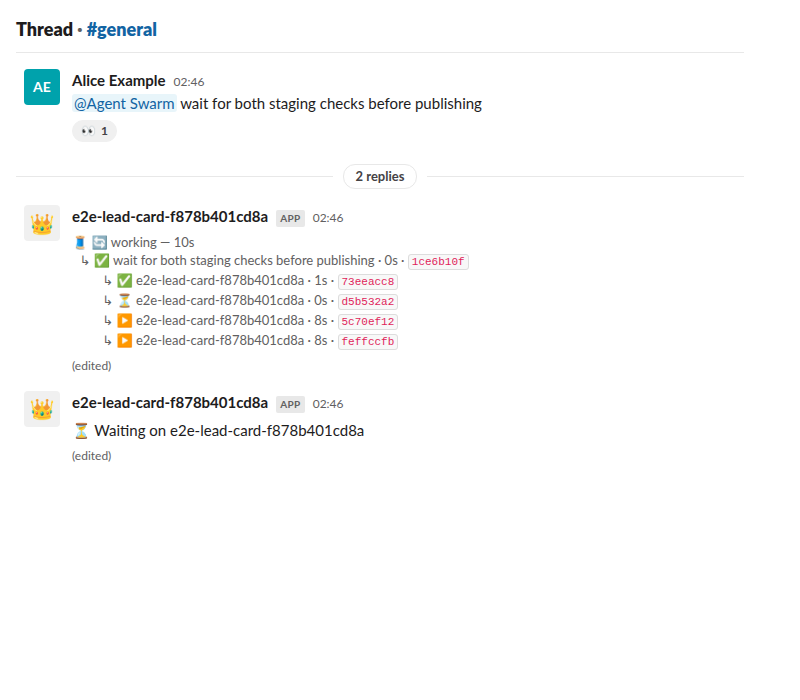 Thread • #general
AE
Alice Example 02:46
@Agent Swarm wait for both staging checks before publishing
👀 1
2 replies
e2e-lead-card-f878b401cd8a APP 02:46
🧵 🔄 working — 10s
↳ ✅ wait for both staging checks before publishing · 0s · 1ce6b10f
↳ ✅ e2e-lead-card-f878b401cd8a · 1s · 73eeacc8
↳ ⏳ e2e-lead-card-f878b401cd8a · 0s · d5b532a2
↳ ▶️ e2e-lead-card-f878b401cd8a · 8s · 5c70ef12
↳ ▶️ e2e-lead-card-f878b401cd8a · 8s · feffccfb
(edited)
e2e-lead-card-f878b401cd8a APP 02:46
⏳ Waiting on e2e-lead-card-f878b401cd8a
(edited)